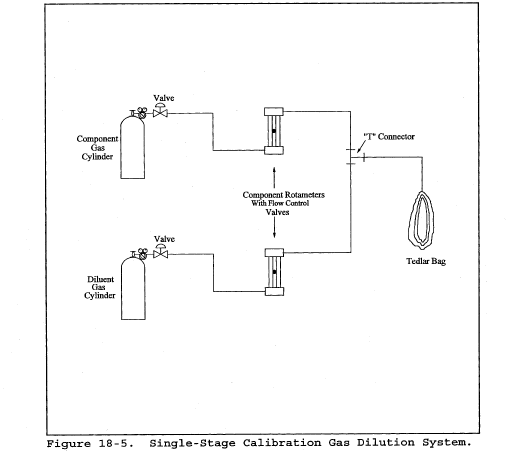 Valve
Component
Gas
Cylinder
"T" Connector
Component Rotameters
With Flow Control
Valves
Valve
Diluent
Gas
Cylinder
Tedlar Bag
Figure 18-5. Single-Stage Calibration Gas Dilution System.